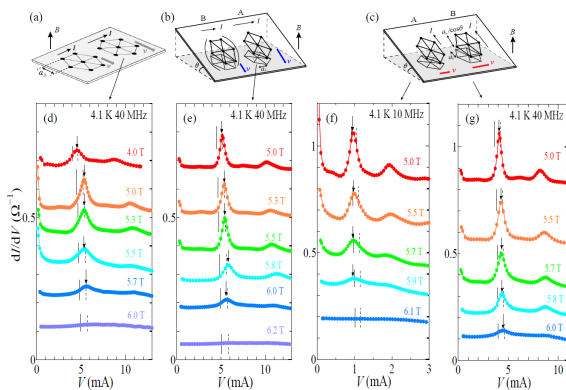 (a)
I
I
v
a⊥
B
(b)
B
A
I
I
v
θ
B
(c)
A
B
I
a⊥/cosθ
I
v
v
θ
B
(d)
4.1 K 40 MHz
4.0 T
5.0 T
5.3 T
5.5 T
5.7 T
6.0 T
(e)
4.1 K 40 MHz
5.0 T
5.3 T
5.5 T
5.8 T
6.0 T
6.2 T
(f)
4.1 K 10 MHz
5.0 T
5.5 T
5.7 T
5.9 T
6.1 T
(g)
4.1 K 40 MHz
5.0 T
5.5 T
5.7 T
5.8 T
6.0 T
dI/dV (Ω⁻¹)
0.5
0
0.5
0
1
0.5
0
1
0.5
0
0 5 10
V (mA)
0 5 10
V (mA)
0 1 2 3
V (mA)
0 5 10
V (mA)